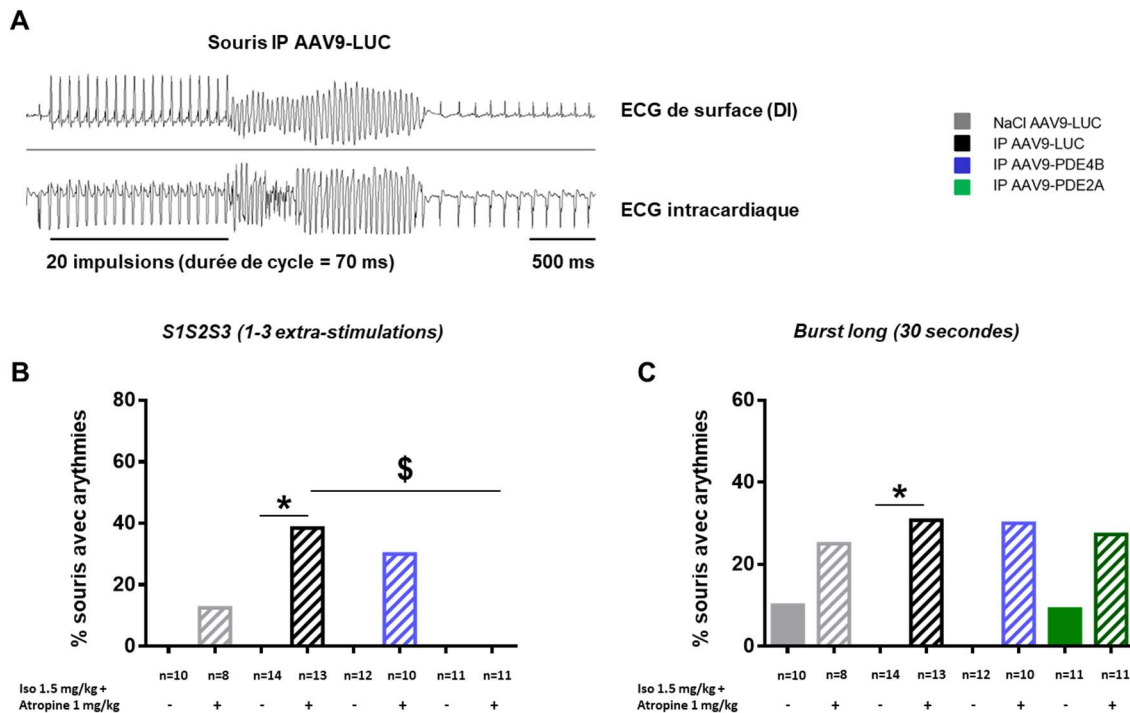 A
Souris IP AAV9-LUC
ECG de surface (DI)
ECG intracardiaque
20 impulsions (durée de cycle = 70 ms)
500 ms
NaCl AAV9-LUC
IP AAV9-LUC
IP AAV9-PDE4B
IP AAV9-PDE2A
S1S2S3 (1-3 extra-stimulations)
B
% souris avec arythmies
80
60
40
20
0
* $
n=10 n=8 n=14 n=13 n=12 n=10 n=11 n=11
Iso 1.5 mg/kg +
Atropine 1 mg/kg - + - + - + - +
Burst long (30 secondes)
C
% souris avec arythmies
60
40
20
0
*
n=10 n=8 n=14 n=13 n=12 n=10 n=11 n=11
Iso 1.5 mg/kg +
Atropine 1 mg/kg - + - + - + - +